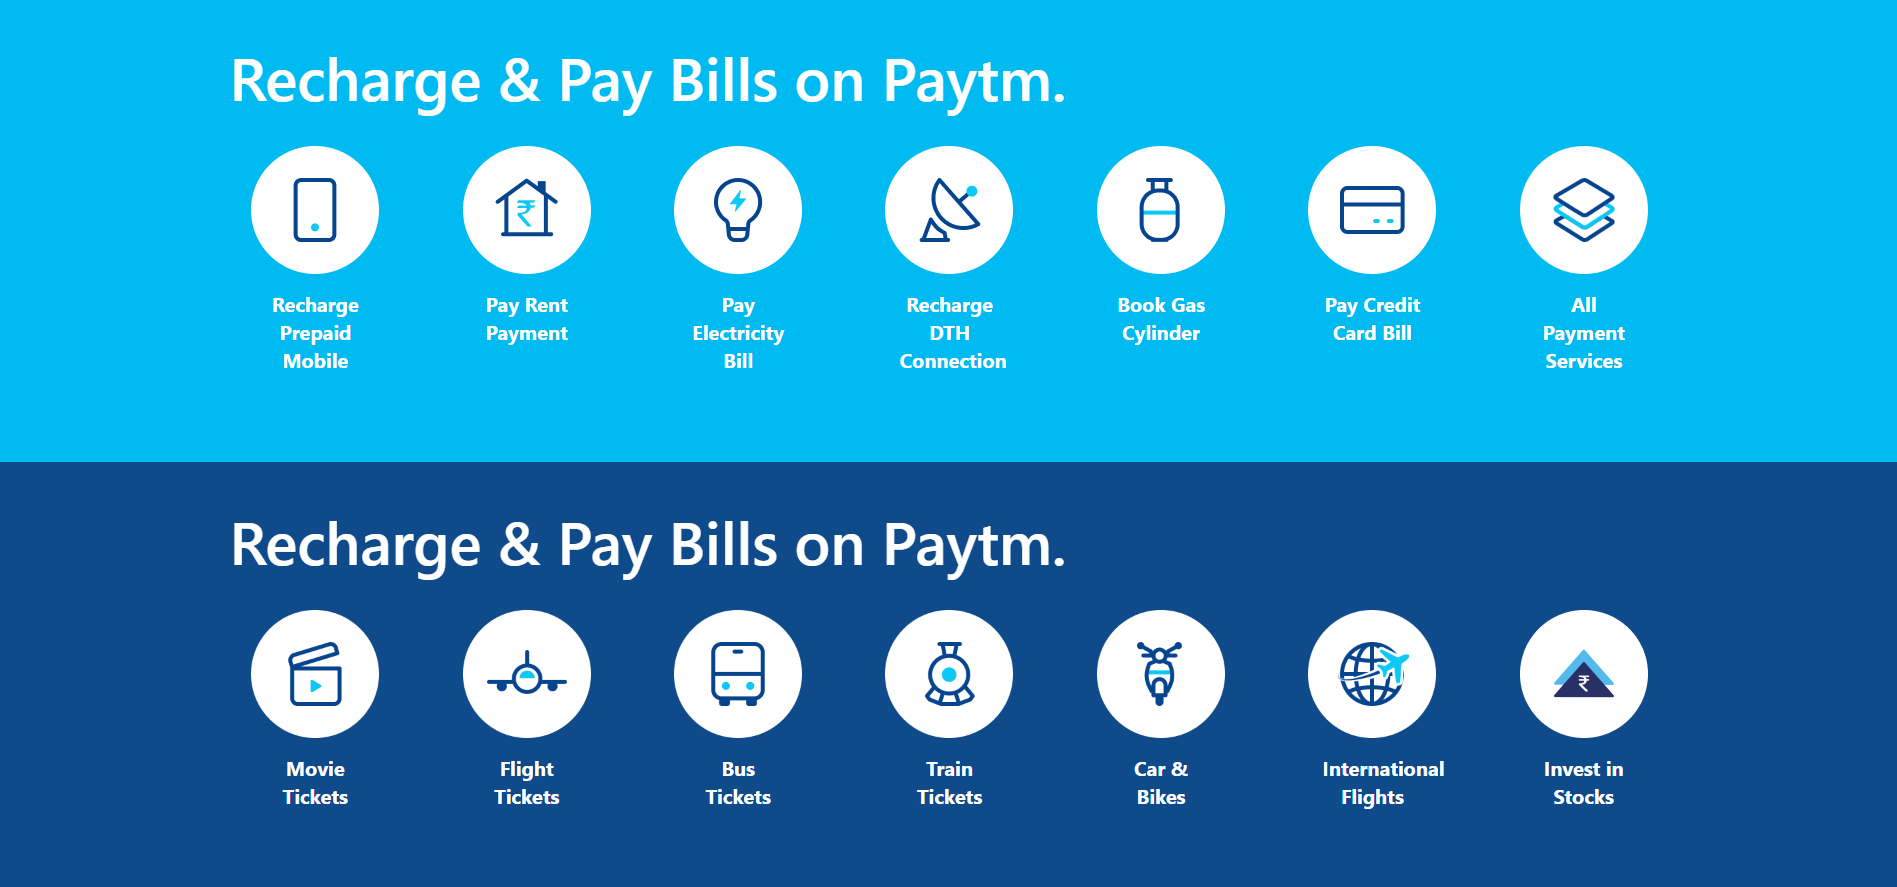 Recharge & Pay Bills on Paytm.
Recharge
Prepaid
Mobile
₹
Pay Rent
Payment
Pay
Electricity
Bill
Recharge
DTH
Connection
Book Gas
Cylinder
Pay Credit
Card Bill
All
Payment
Services
Recharge & Pay Bills on Paytm.
Movie
Tickets
Flight
Tickets
Bus
Tickets
Train
Tickets
Car &
Bikes
International
Flights
₹
Invest in
Stocks